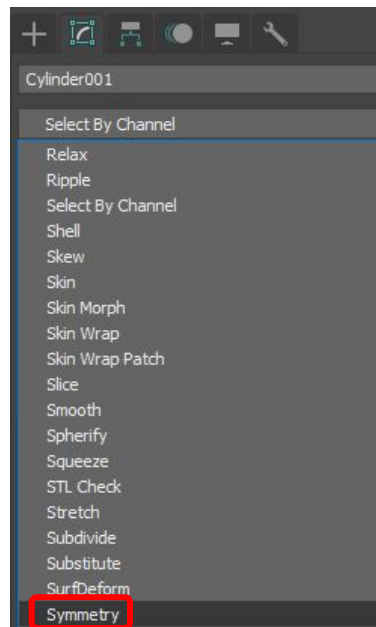 Cylinder001
Select By Channel
Relax
Ripple
Select By Channel
Shell
Skew
Skin
Skin Morph
Skin Wrap
Skin Wrap Patch
Slice
Smooth
Spherify
Squeeze
STL Check
Stretch
Subdivide
Substitute
SurfDeform
Symmetry